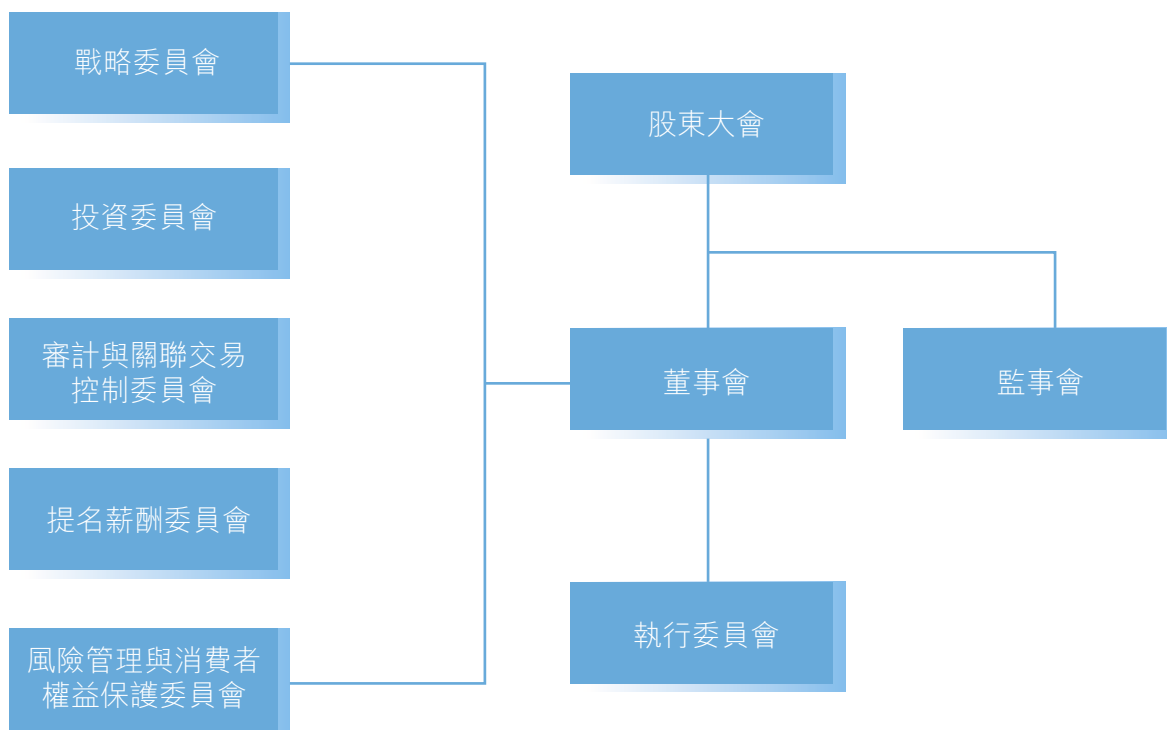 戰略委員會
投資委員會
審計與關聯交易
控制委員會
提名薪酬委員會
風險管理與消費者
權益保護委員會
股東大會
董事會
監事會
執行委員會